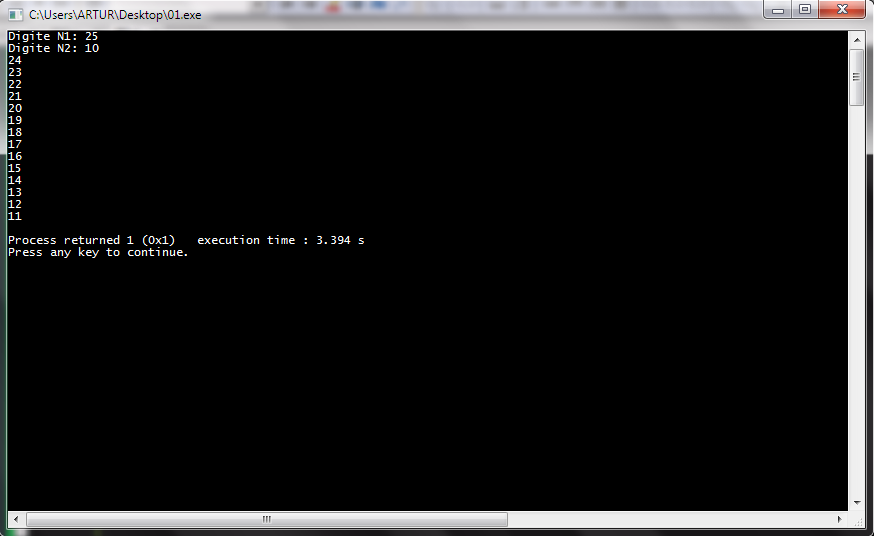 C:\Users\ARTUR\Desktop\01.exe
Digite N1: 25
Digite N2: 10
24
23
22
21
20
19
18
17
16
15
14
13
12
11
Process returned 1 (0x1)   execution time : 3.394 s
Press any key to continue.